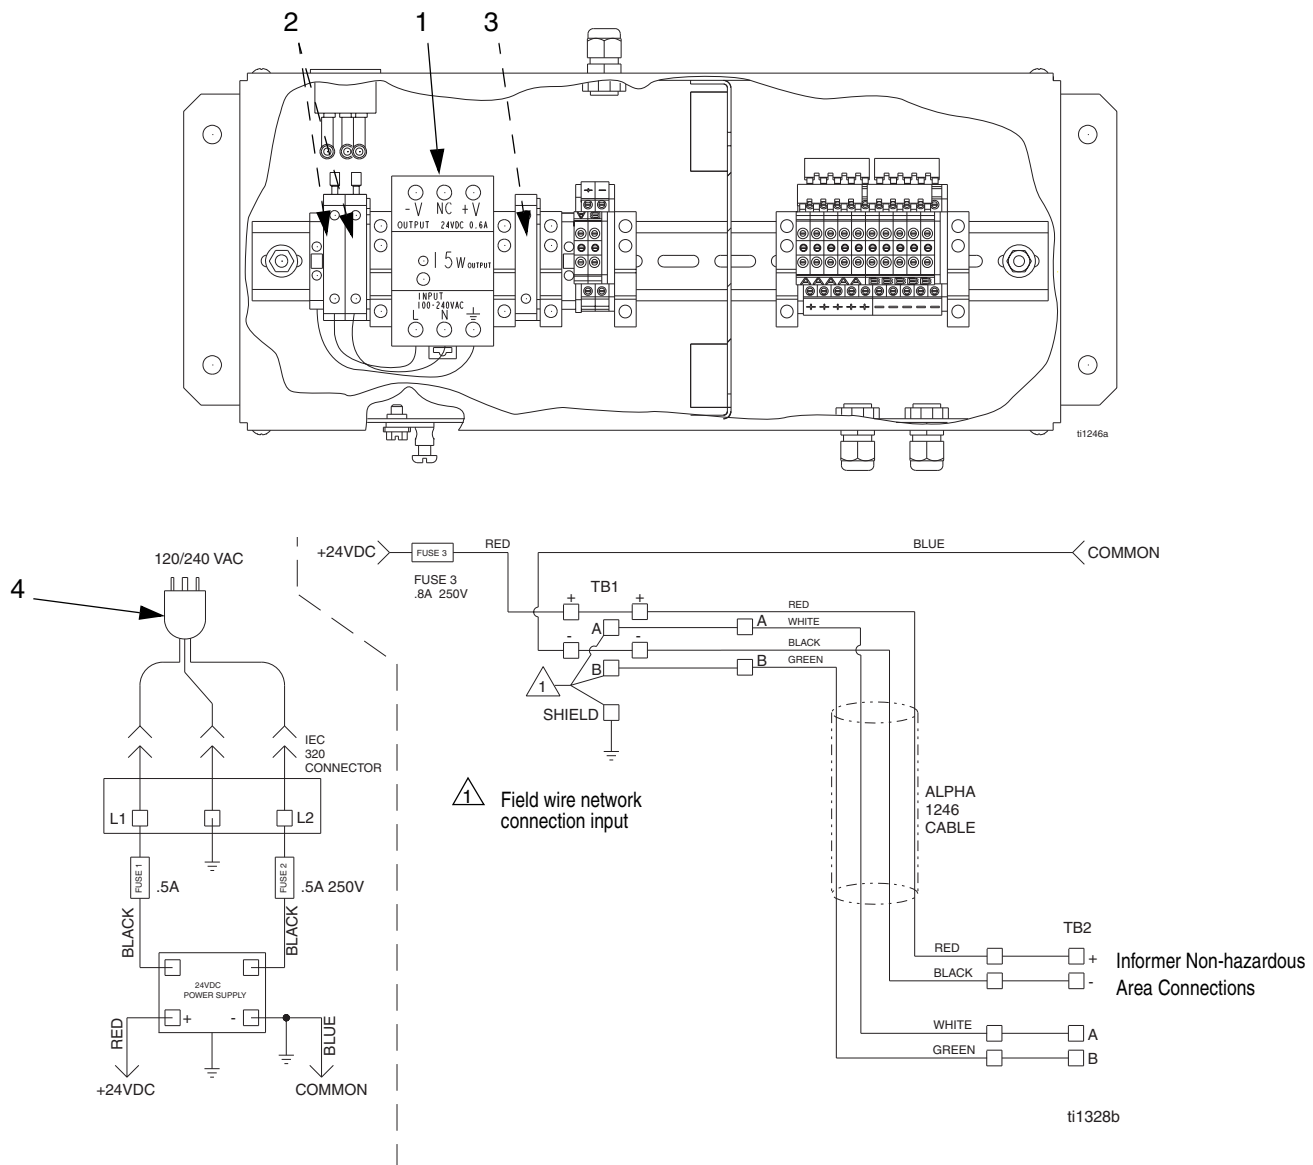 2
1
3
-V NC +V
OUTPUT 24VDC 0.6A
15W OUTPUT
INPUT
100-240VAC
L N
+ -
+ + + + + - - - - -
ti1246a
120/240 VAC
4
IEC
320
CONNECTOR
L1
L2
FUSE 1
.5A
FUSE 2
.5A 250V
BLACK
BLACK
24VDC
POWER SUPPLY
+ -
RED
BLUE
+24VDC
COMMON
+24VDC
FUSE 3
RED
BLUE
COMMON
FUSE 3
.8A 250V
TB1
+ +
RED
A
A
WHITE
- -
BLACK
B
B
GREEN
1
SHIELD
1
Field wire network
connection input
ALPHA
1246
CABLE
TB2
RED
+
BLACK
-
Informer Non-hazardous
Area Connections
WHITE
A
GREEN
B
ti1328b